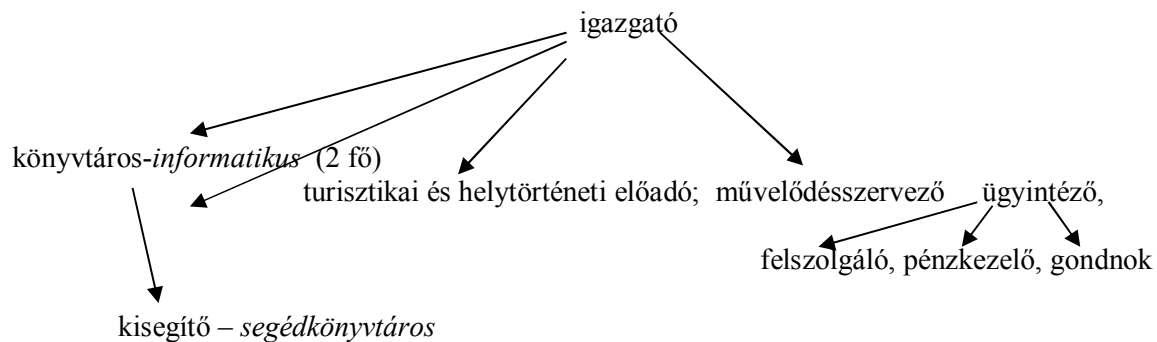 igazgató
könyvtáros-informatikus (2 fő)
turisztikai és helytörténeti előadó; művelődésszervező ügyintéző,
felszolgáló, pénzkezelő, gondnok
kisegítő – segédkönyvtáros